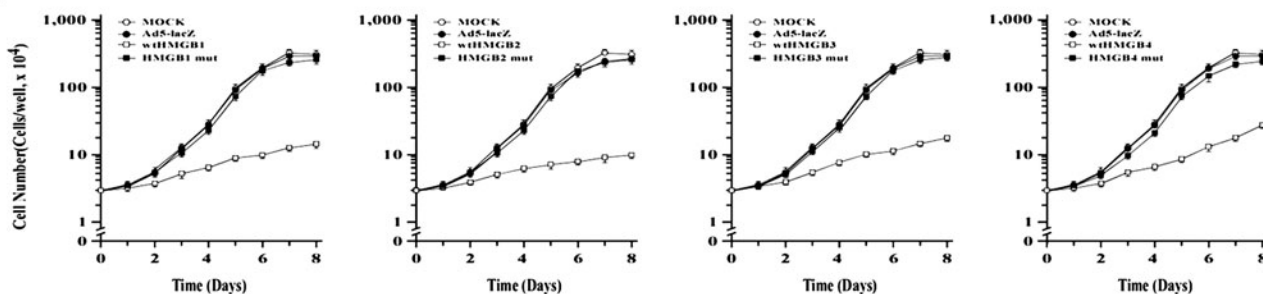 Cell Number(Cells/well, x 10⁴)
1,000
100
10
1
0
MOCK
Ad5-lacZ
wtHMGB1
HMGB1 mut
0 2 4 6 8
Time (Days)
1,000
100
10
1
0
MOCK
Ad5-lacZ
wtHMGB2
HMGB2 mut
0 2 4 6 8
Time (Days)
1,000
100
10
1
0
MOCK
Ad5-lacZ
wtHMGB3
HMGB3 mut
0 2 4 6 8
Time (Days)
1,000
100
10
1
0
MOCK
Ad5-lacZ
wtHMGB4
HMGB4 mut
0 2 4 6 8
Time (Days)